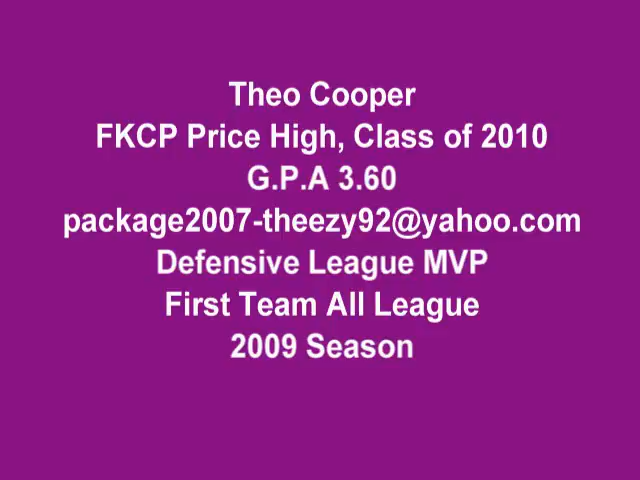 Theo Cooper
FKCP Price High, Class of 2010
G.P.A 3.60
package2007-theezy92@yahoo.com
Defensive League MVP
First Team All League
2009 Season